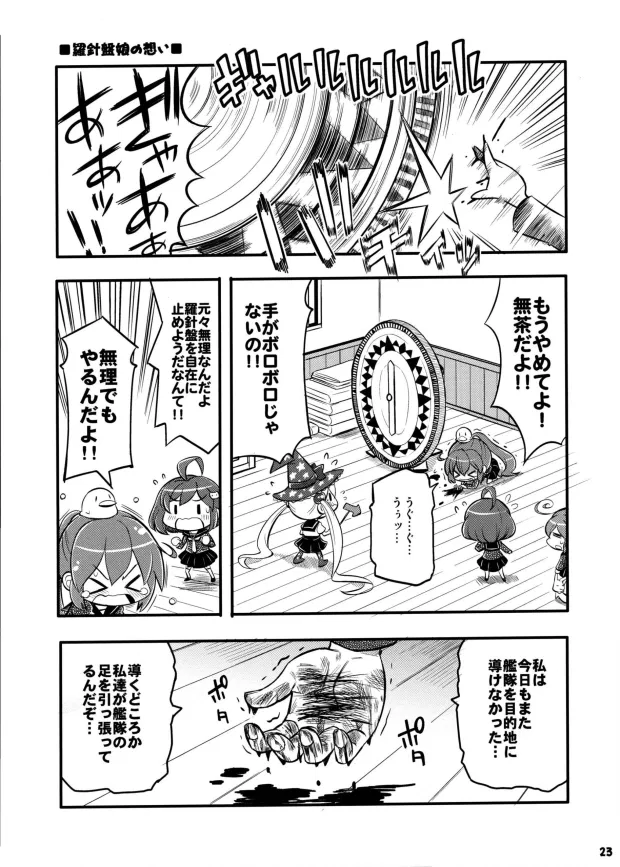 ■羅針盤娘の想い■
ギャルルルルルル
バババ
チィッ
ぎゃあ
あぁッ!!
もうやめてよ!
無茶だよ!!
手がボロボロじゃ
ないの!!
うぐ…ぐ…
うぅッ…
元々無理なんだよ
羅針盤を自在に
止めようだなんて!!
無理でも
やるんだよ!!
私は
今日もまた
艦隊を目的地に
導けなかった…
ポタ
ポタ
導くどころか
私達が艦隊の
足を引っ張って
るんだぞ…
23